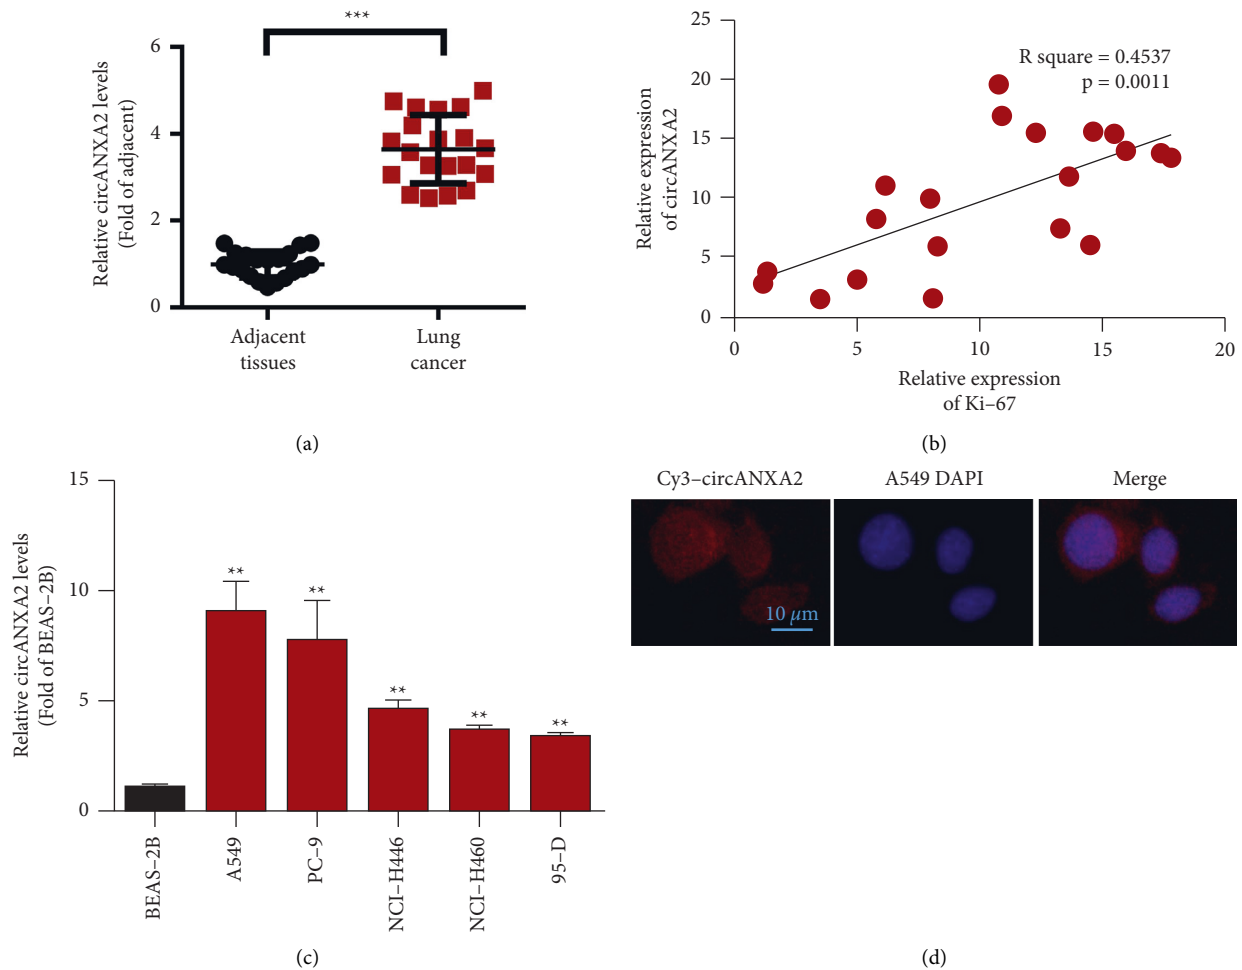 ***
Relative circANXA2 levels
(Fold of adjacent)
6
4
2
0
Adjacent
tissues
Lung
cancer
(a)
Relative expression
of circANXA2
25
20
15
10
5
0
R square = 0.4537
p = 0.0011
0
5
10
15
20
Relative expression
of Ki–67
(b)
Relative circANXA2 levels
(Fold of BEAS–2B)
15
10
5
0
**
**
**
**
**
BEAS–2B
A549
PC–9
NCI–H446
NCI–H460
95–D
(c)
Cy3–circANXA2
A549 DAPI
Merge
10 μm
(d)